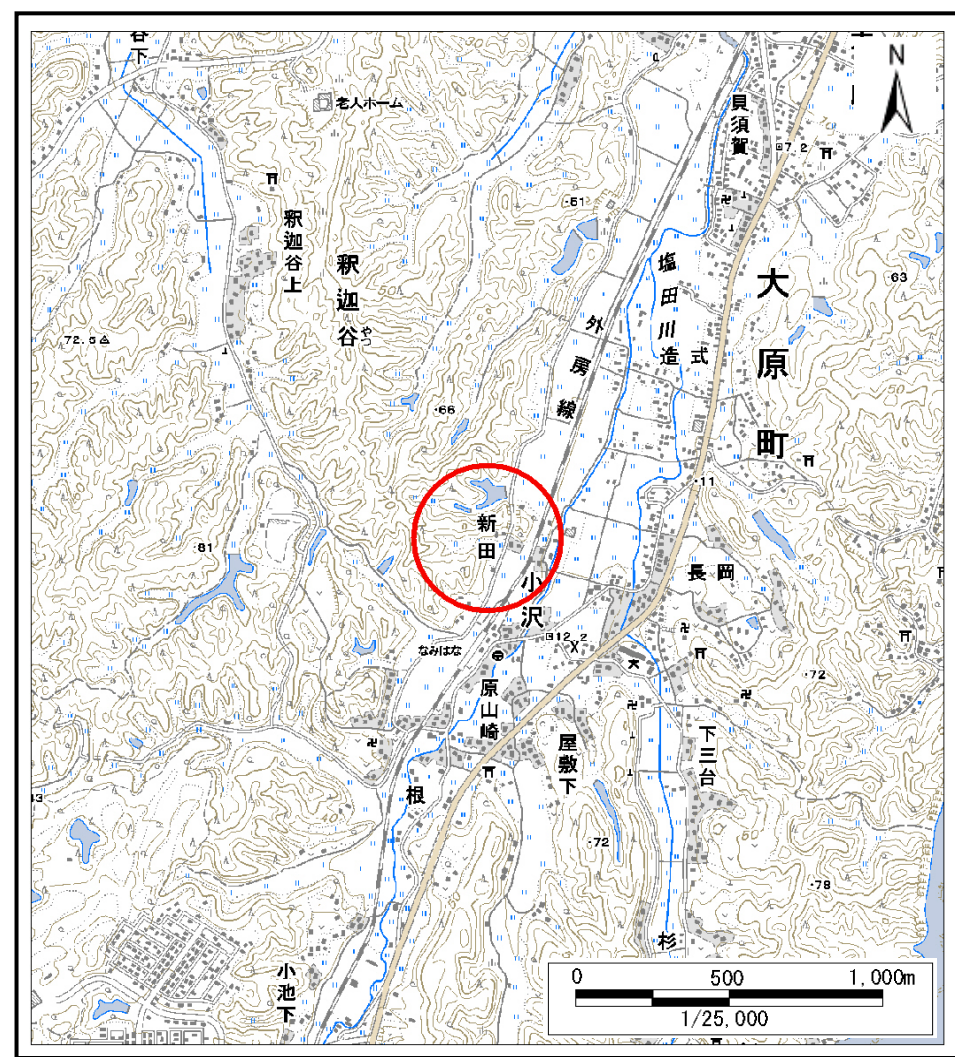 谷下
N
老人ホーム
貝須賀
7.2
釈迦谷上
釈迦谷
やつ
61
塩田川造
式
大原町
63
72.5
外房線
66
11
新田
81
小沢
長岡
なみはな
12.2
原山崎
屋敷下
下三台
72
根
43
72
78
杉
小池下
0 500 1,000m
1/25,000